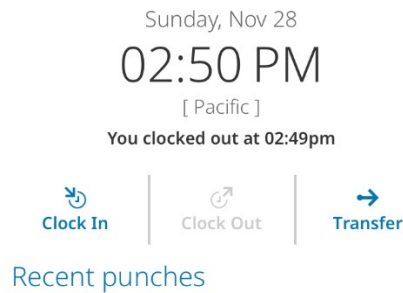 Sunday, Nov 28
02:50 PM
[ Pacific ]
You clocked out at 02:49pm
Clock In
Clock Out
Transfer
Recent punches